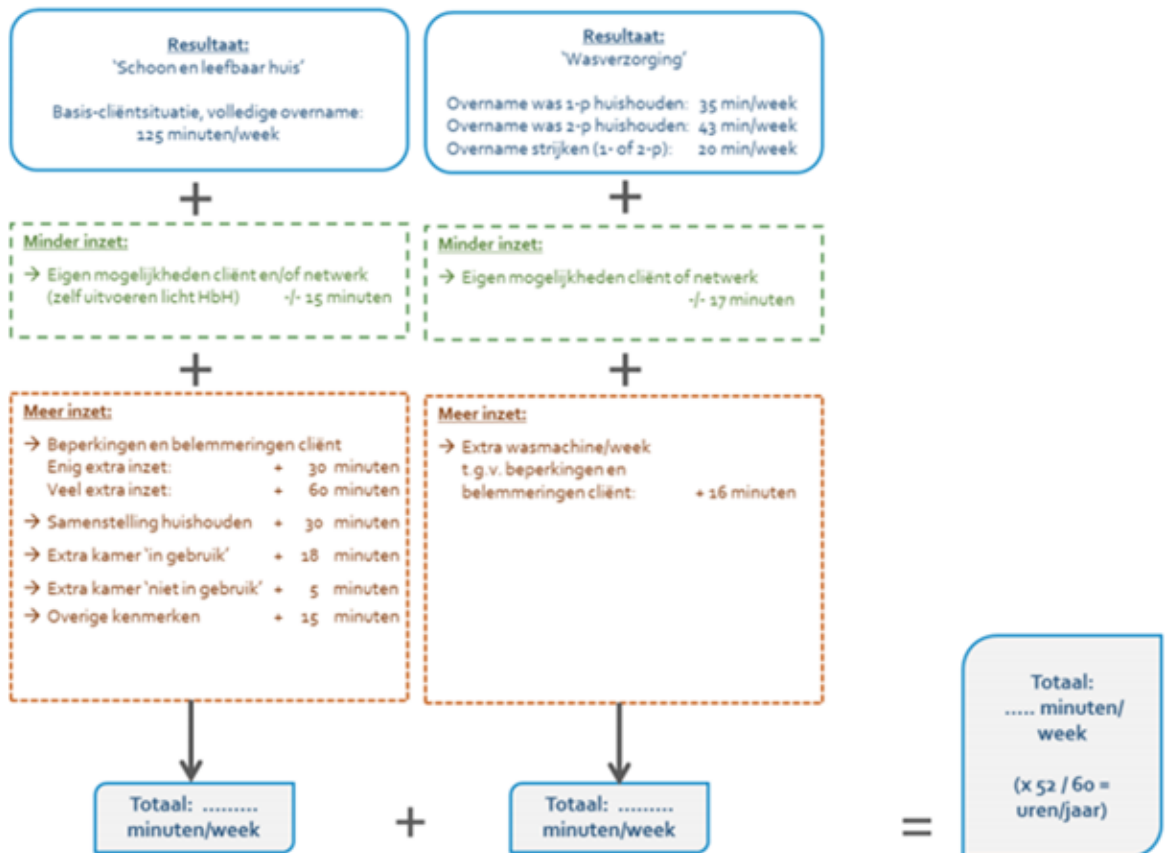 Resultaat:
‘Schoon en leefbaar huis’
Basis-cliëntsituatie, volledige overname:
125 minuten/week
+
Minder inzet:
→ Eigen mogelijkheden cliënt en/of netwerk
(zelf uitvoeren licht HbH) -/- 15 minuten
+
Meer inzet:
→ Beperkingen en belemmeringen cliënt
Enig extra inzet: + 30 minuten
Veel extra inzet: + 60 minuten
→ Samenstelling huishouden + 30 minuten
→ Extra kamer ‘in gebruik’ + 18 minuten
→ Extra kamer ‘niet in gebruik’ + 5 minuten
→ Overige kenmerken + 15 minuten
Totaal: .........
minuten/week
+
Resultaat:
‘Wasverzorging’
Overname was 1-p huishouden: 35 min/week
Overname was 2-p huishouden: 43 min/week
Overname strijken (1- of 2-p): 20 min/week
+
Minder inzet:
→ Eigen mogelijkheden cliënt of netwerk
-/- 17 minuten
+
Meer inzet:
→ Extra wasmachine/week
t.g.v. beperkingen en
belemmeringen cliënt: + 16 minuten
Totaal: .........
minuten/week
=
Totaal:
..... minuten/
week
(x 52 / 60 =
uren/jaar)